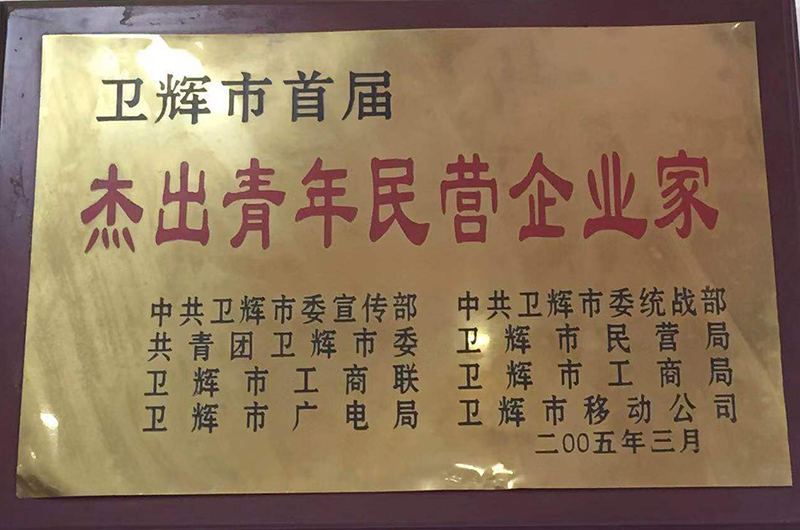 卫辉市首届
杰出青年民营企业家
中共卫辉市委宣传部 中共卫辉市委统战部
共青团卫辉市委 卫辉市民营局
卫辉市工商联 卫辉市工商局
卫辉市广电局 卫辉市移动公司
二00五年三月